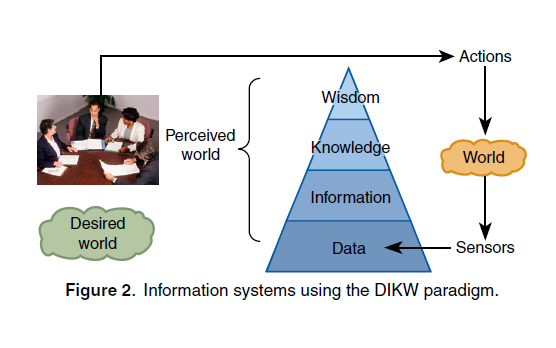 Actions
Wisdom
Perceived
world
Knowledge
World
Information
Desired
world
Data
Sensors
Figure 2. Information systems using the DIKW paradigm.